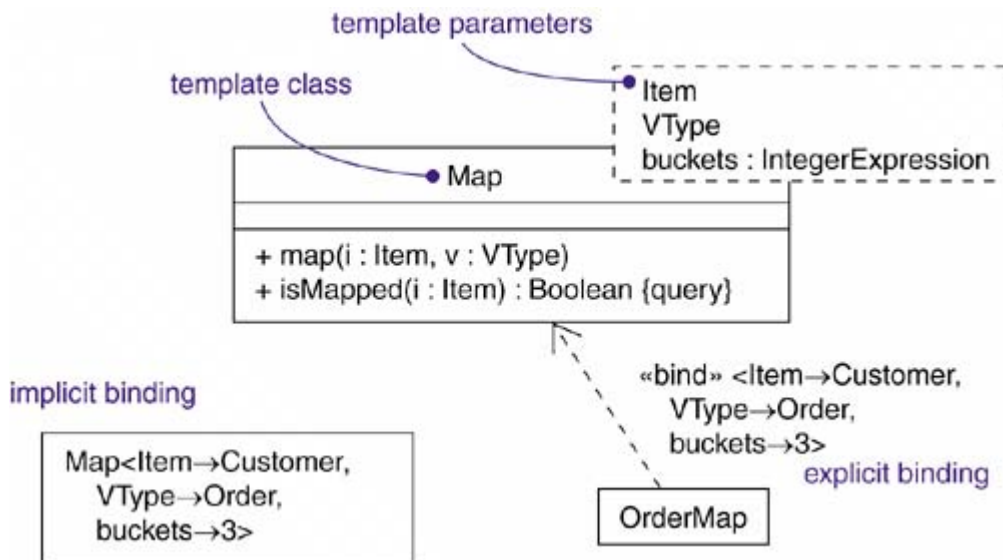 template parameters
template class
Item
VType
buckets : IntegerExpression
Map
+ map(i : Item, v : VType)
+ isMapped(i : Item) : Boolean {query}
implicit binding
Map<Item→Customer,
VType→Order,
buckets→3>
«bind» <Item→Customer,
VType→Order,
buckets→3>
explicit binding
OrderMap